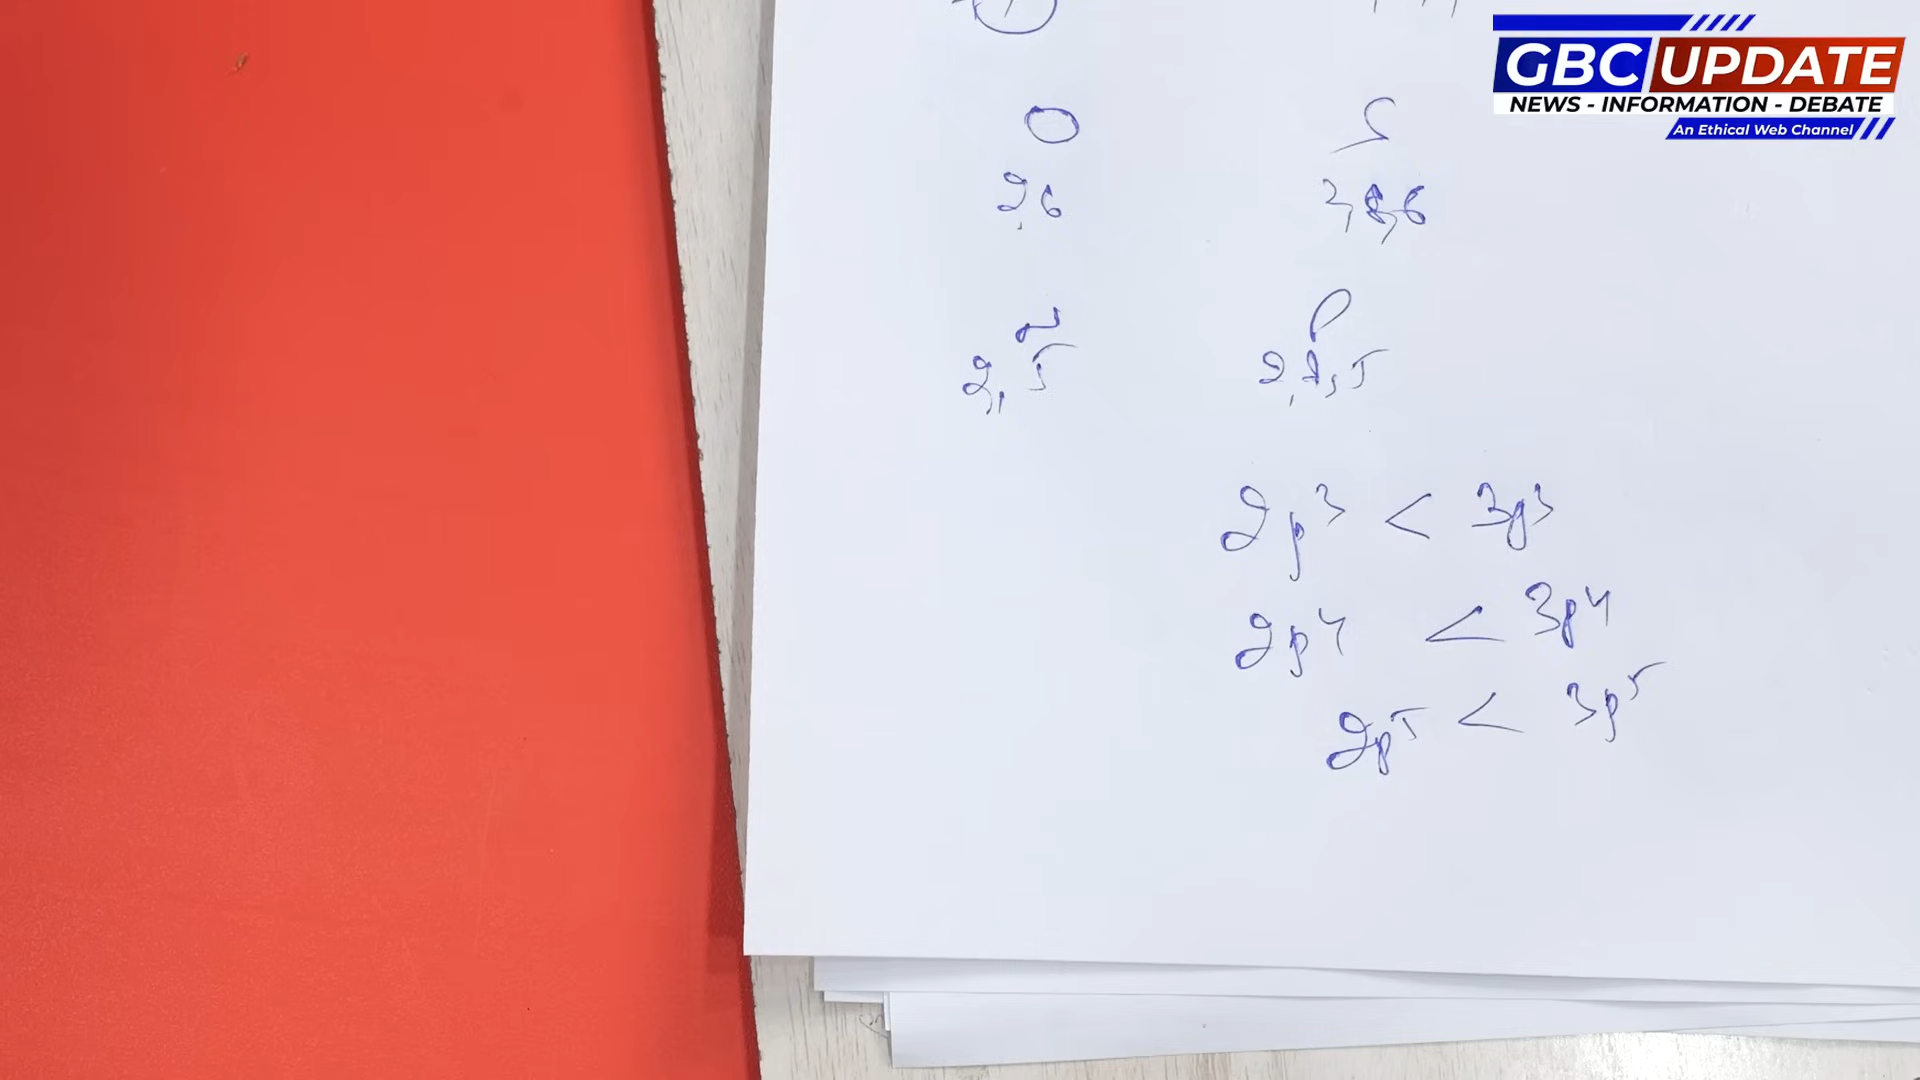 GBC UPDATE
NEWS - INFORMATION - DEBATE
An Ethical Web Channel
O S
2,6 2,8,6
N P
2,5 2,8,5
2p³ < 3p³
2p⁴ < 3p⁴
2p⁵ < 3p⁵